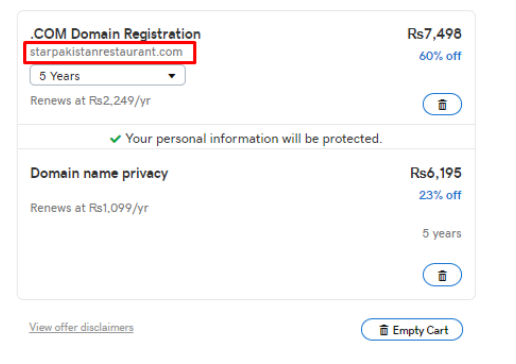 .COM Domain Registration
Rs7,498
starpakistanrestaurant.com
60% off
5 Years
Renews at Rs2,249/yr
Your personal information will be protected.
Domain name privacy
Rs6,195
23% off
Renews at Rs1,099/yr
5 years
View offer disclaimers
Empty Cart